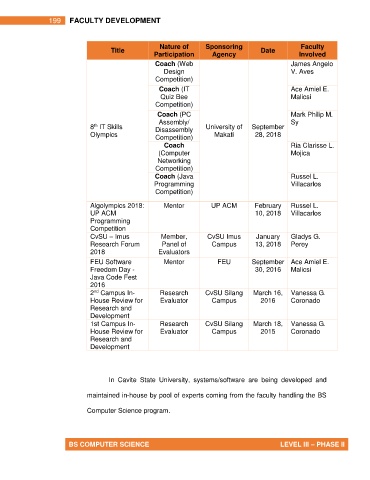 199 FACULTY DEVELOPMENT
Title Nature of Participation Sponsoring Agency Date Faculty Involved
8th IT Skills Olympics
Coach (Web Design Competition)
Coach (IT Quiz Bee Competition)
Coach (PC Assembly/ Disassembly Competition)
Coach (Computer Networking Competition)
Coach (Java Programming Competition)
University of Makati
September 28, 2018
James Angelo V. Aves
Ace Amiel E. Malicsi
Mark Philip M. Sy
Ria Clarisse L. Mojica
Russel L. Villacarlos
Algolympics 2018: UP ACM Programming Competition Mentor UP ACM February 10, 2018 Russel L. Villacarlos
CvSU – Imus Research Forum 2018 Member, Panel of Evaluators CvSU Imus Campus January 13, 2018 Gladys G. Perey
FEU Software Freedom Day - Java Code Fest 2016 Mentor FEU September 30, 2016 Ace Amiel E. Malicsi
2nd Campus In-House Review for Research and Development Research Evaluator CvSU Silang Campus March 16, 2016 Vanessa G. Coronado
1st Campus In-House Review for Research and Development Research Evaluator CvSU Silang Campus March 18, 2015 Vanessa G. Coronado
In Cavite State University, systems/software are being developed and
maintained in-house by pool of experts coming from the faculty handling the BS
Computer Science program.
BS COMPUTER SCIENCE LEVEL III – PHASE II